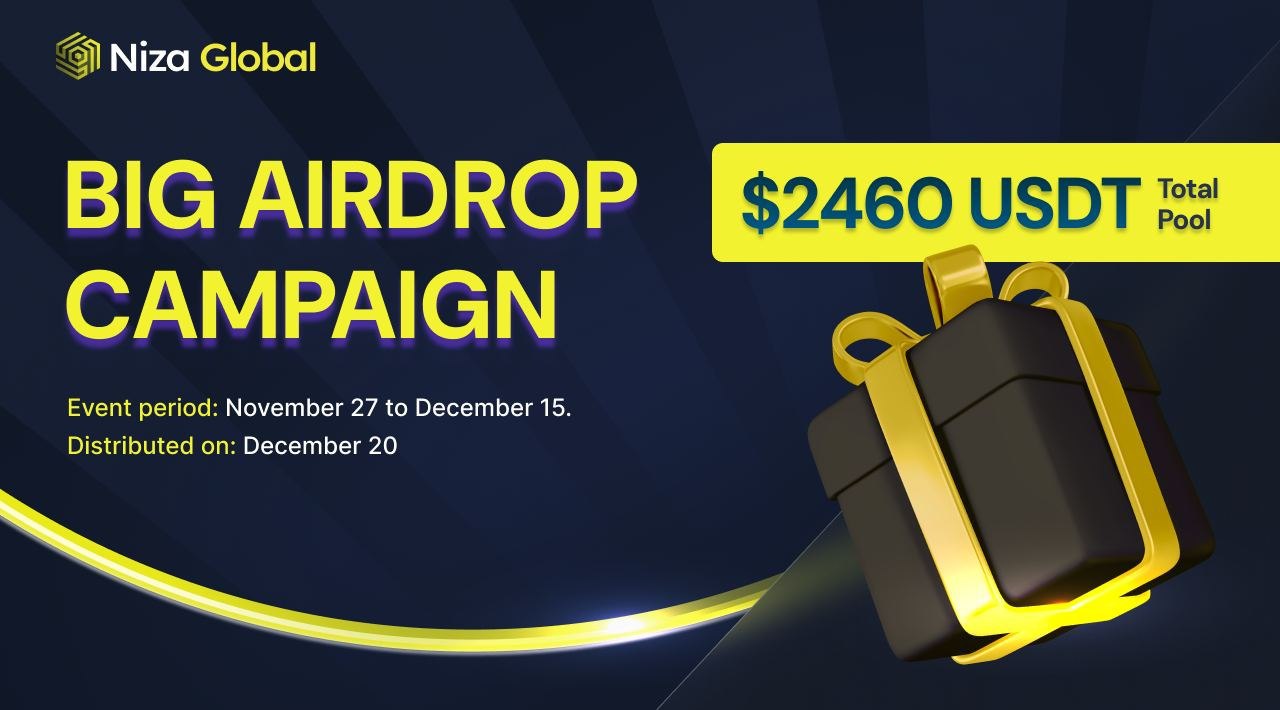 Niza Global
BIG AIRDROP
CAMPAIGN
$2460 USDT
Total
Pool
Event period: November 27 to December 15.
Distributed on: December 20